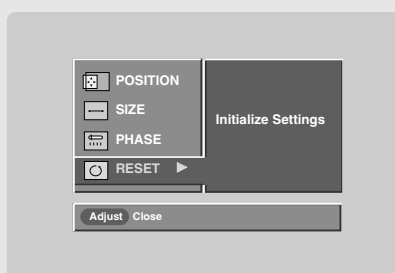 POSITION
SIZE
PHASE
RESET
Initialize Settings
Adjust Close